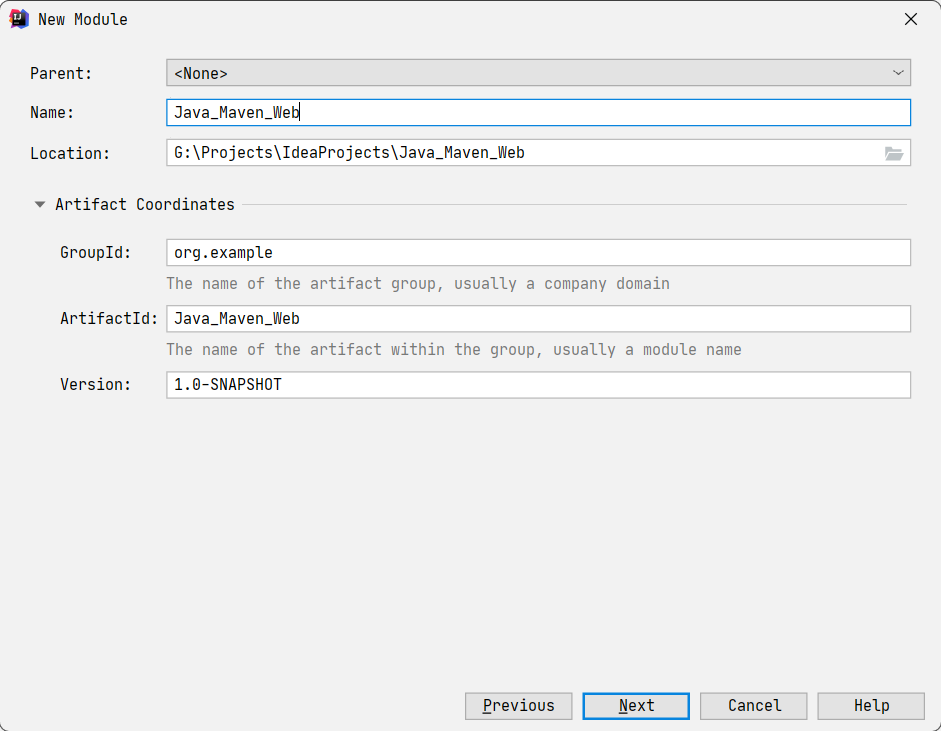 New Module
Parent: <None>
Name: Java_Maven_Web
Location: G:\Projects\IdeaProjects\Java_Maven_Web
Artifact Coordinates
GroupId: org.example
The name of the artifact group, usually a company domain
ArtifactId: Java_Maven_Web
The name of the artifact within the group, usually a module name
Version: 1.0-SNAPSHOT
Previous Next Cancel Help